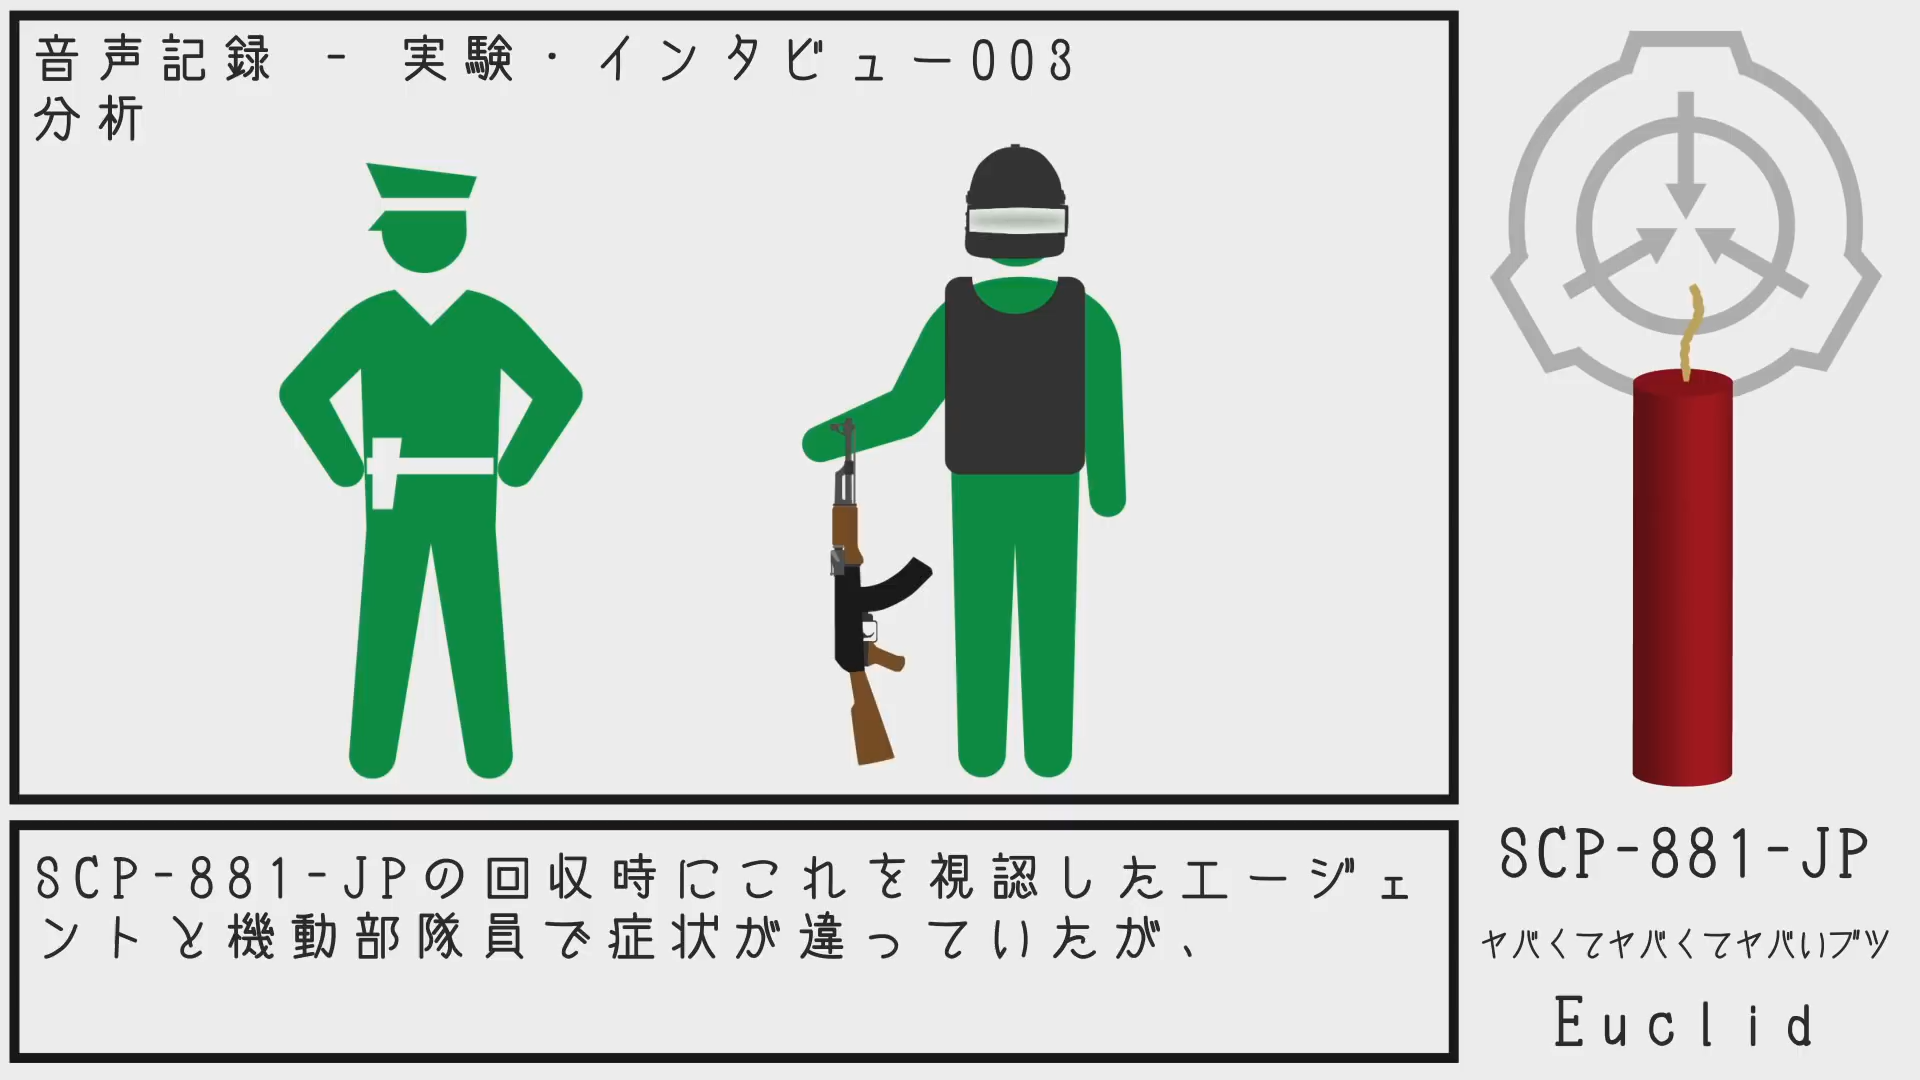 音声記録 - 実験・インタビュー003
分析
SCP-881-JPの回収時にこれを視認したエージェ
ントと機動部隊員で症状が違っていたが、
SCP-881-JP
ヤバくてヤバくてヤバいブツ
Euclid